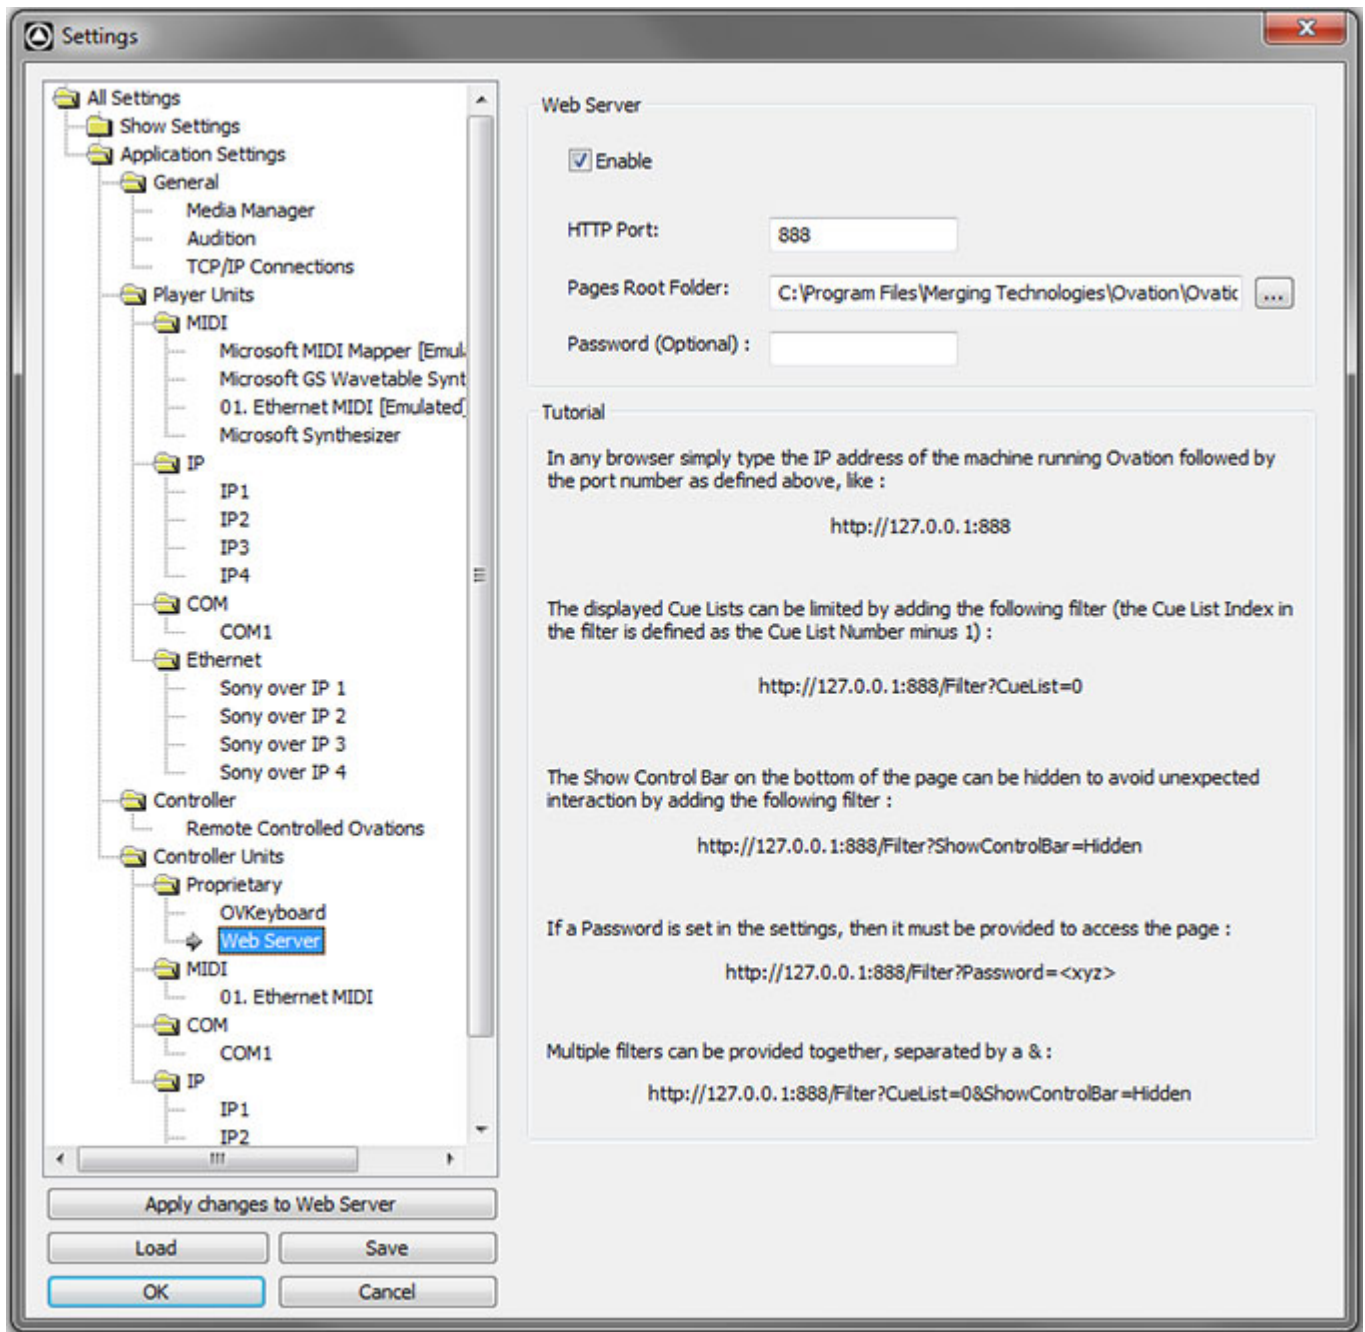 Settings
All Settings
Show Settings
Application Settings
General
Media Manager
Audition
TCP/IP Connections
Player Units
MIDI
Microsoft MIDI Mapper [Emul
Microsoft GS Wavetable Synt
01. Ethernet MIDI [Emulated]
Microsoft Synthesizer
IP
IP1
IP2
IP3
IP4
COM
COM1
Ethernet
Sony over IP 1
Sony over IP 2
Sony over IP 3
Sony over IP 4
Controller
Remote Controlled Ovations
Controller Units
Proprietary
OVKeyboard
Web Server
MIDI
01. Ethernet MIDI
COM
COM1
IP
IP1
IP2
Apply changes to Web Server
Load
Save
OK
Cancel
Web Server
Enable
HTTP Port:
888
Pages Root Folder:
C:\Program Files\Merging Technologies\Ovation\Ovatic
...
Password (Optional) :
Tutorial
In any browser simply type the IP address of the machine running Ovation followed by
the port number as defined above, like :
http://127.0.0.1:888
The displayed Cue Lists can be limited by adding the following filter (the Cue List Index in
the filter is defined as the Cue List Number minus 1) :
http://127.0.0.1:888/Filter?CueList=0
The Show Control Bar on the bottom of the page can be hidden to avoid unexpected
interaction by adding the following filter :
http://127.0.0.1:888/Filter?ShowControlBar=Hidden
If a Password is set in the settings, then it must be provided to access the page :
http://127.0.0.1:888/Filter?Password=<xyz>
Multiple filters can be provided together, separated by a & :
http://127.0.0.1:888/Filter?CueList=0&ShowControlBar=Hidden